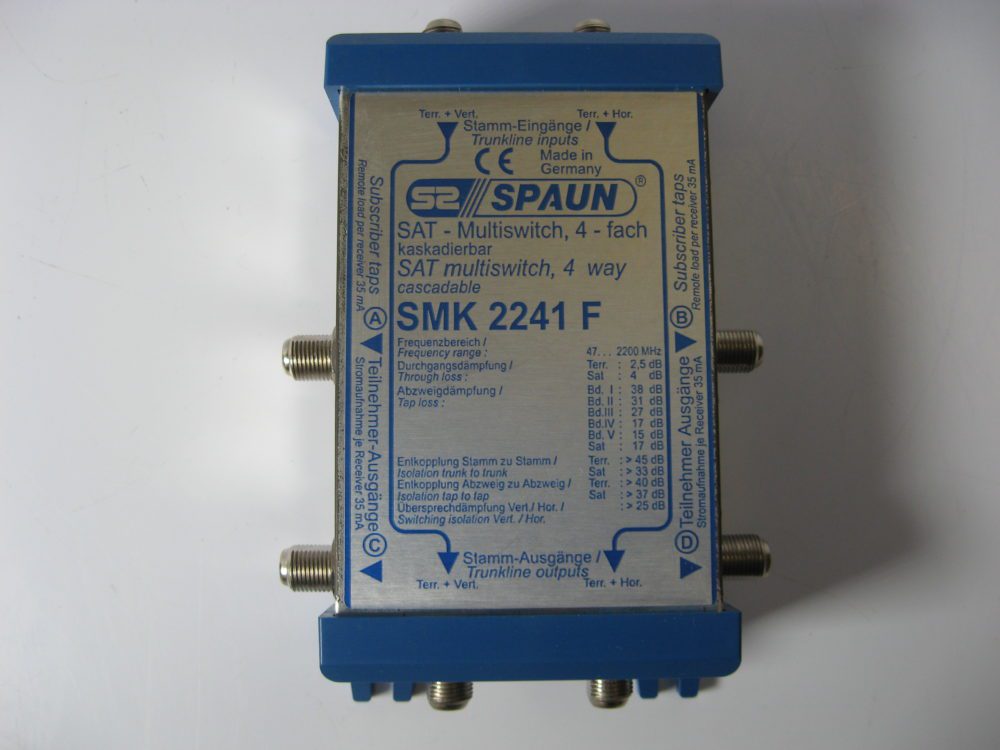 Terr. + Vert.
Terr. + Hor.
Stamm-Eingänge /
Trunkline inputs
CE
Made in
Germany
SPAUN ®
SAT - Multiswitch, 4 - fach
kaskadierbar
SAT multiswitch, 4 way
cascadable
SMK 2241 F
Frequenzbereich /
Frequency range : 47. . . 2200 MHz
Durchgangsdämpfung / Terr. : 2,5 dB
Through loss : Sat : 4 dB
Abzweigdämpfung / Bd. I : 38 dB
Tap loss : Bd. II : 31 dB
Bd.III : 27 dB
Bd.IV : 17 dB
Bd. V : 15 dB
Sat : 17 dB
Entkopplung Stamm zu Stamm / Terr. : > 45 dB
Isolation trunk to trunk Sat : > 33 dB
Entkopplung Abzweig zu Abzweig / Terr. : > 40 dB
Isolation tap to tap Sat : > 37 dB
Übersprechdämpfung Vert./ Hor. / : > 25 dB
Switching isolation Vert. / Hor.
Stamm-Ausgänge /
Trunkline outputs
Terr. + Vert.
Terr. + Hor.
Subscriber taps
Remote load per receiver 35 mA
A
Teilnehmer-Ausgänge
Stromaufnahme je Receiver 35 mA
C
Subscriber taps
Remote load per receiver 35 mA
B
Teilnehmer Ausgänge
Stromaufnahme je Receiver 35 mA
D